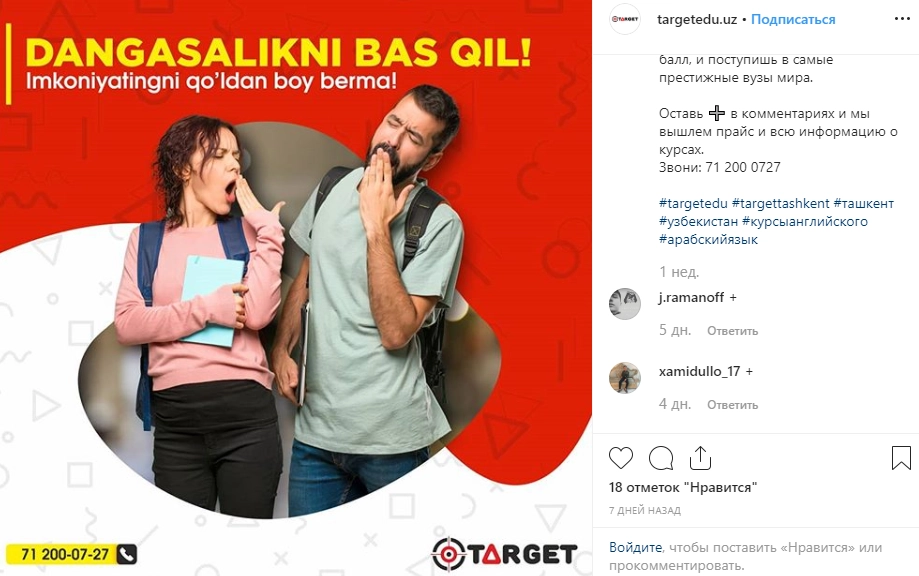 DANGASALIKNI BAS QIL!
Imkoniyatingni qo'ldan boy berma!
71 200-07-27
TARGET
TARGET
targetedu.uz • Подписаться
балл, и поступишь в самые
престижные вузы мира.
Оставь ➕ в комментариях и мы
вышлем прайс и всю информацию о
курсах.
Звони: 71 200 0727
#targetedu #targettashkent #ташкент
#узбекистан #курсыанглийского
#арабскийязык
1 нед.
j.ramanoff +
5 дн. Ответить
xamidullo_17 +
4 дн. Ответить
18 отметок "Нравится"
7 ДНЕЙ НАЗАД
Войдите, чтобы поставить «Нравится» или
прокомментировать.